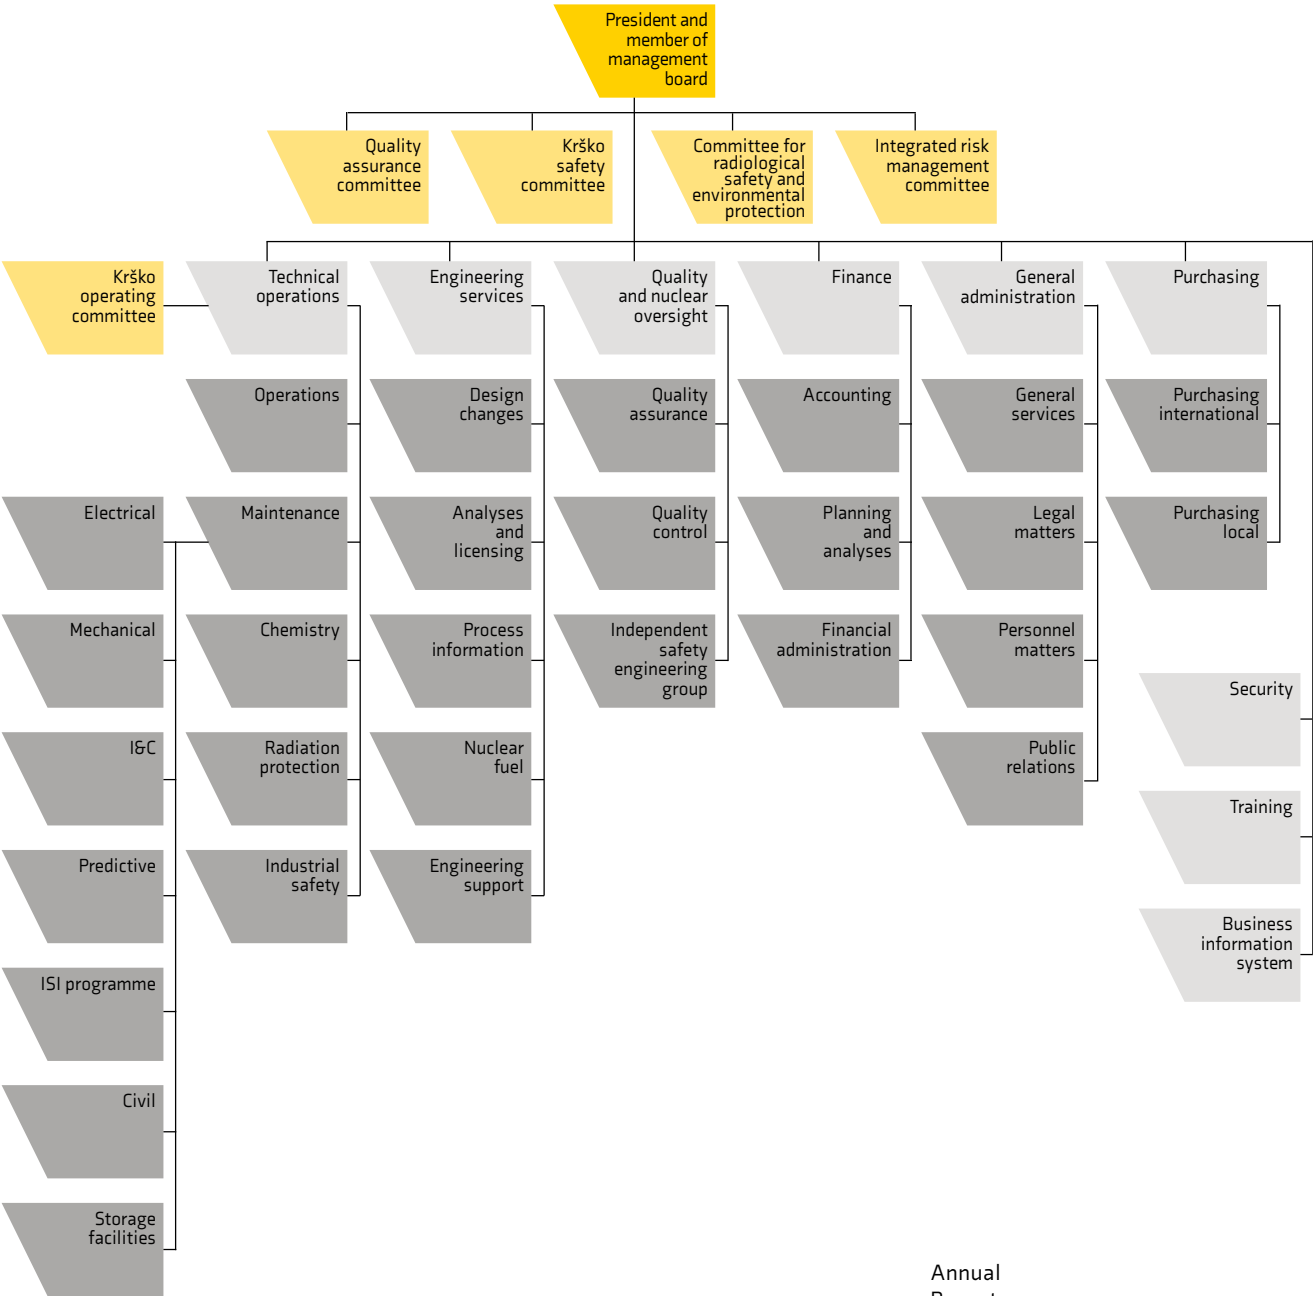 President and
member of
management
board
Quality
assurance
committee
Krško
safety
committee
Committee for
radiological
safety and
environmental
protection
Integrated risk
management
committee
Krško
operating
committee
Technical
operations
Engineering
services
Quality
and nuclear
oversight
Finance
General
administration
Purchasing
Operations
Design
changes
Quality
assurance
Accounting
General
services
Purchasing
international
Electrical
Maintenance
Analyses
and
licensing
Quality
control
Planning
and
analyses
Legal
matters
Purchasing
local
Mechanical
Chemistry
Process
information
Independent
safety
engineering
group
Financial
administration
Personnel
matters
Security
I&C
Radiation
protection
Nuclear
fuel
Public
relations
Training
Predictive
Industrial
safety
Engineering
support
Business
information
system
ISI programme
Civil
Storage
facilities
Annual